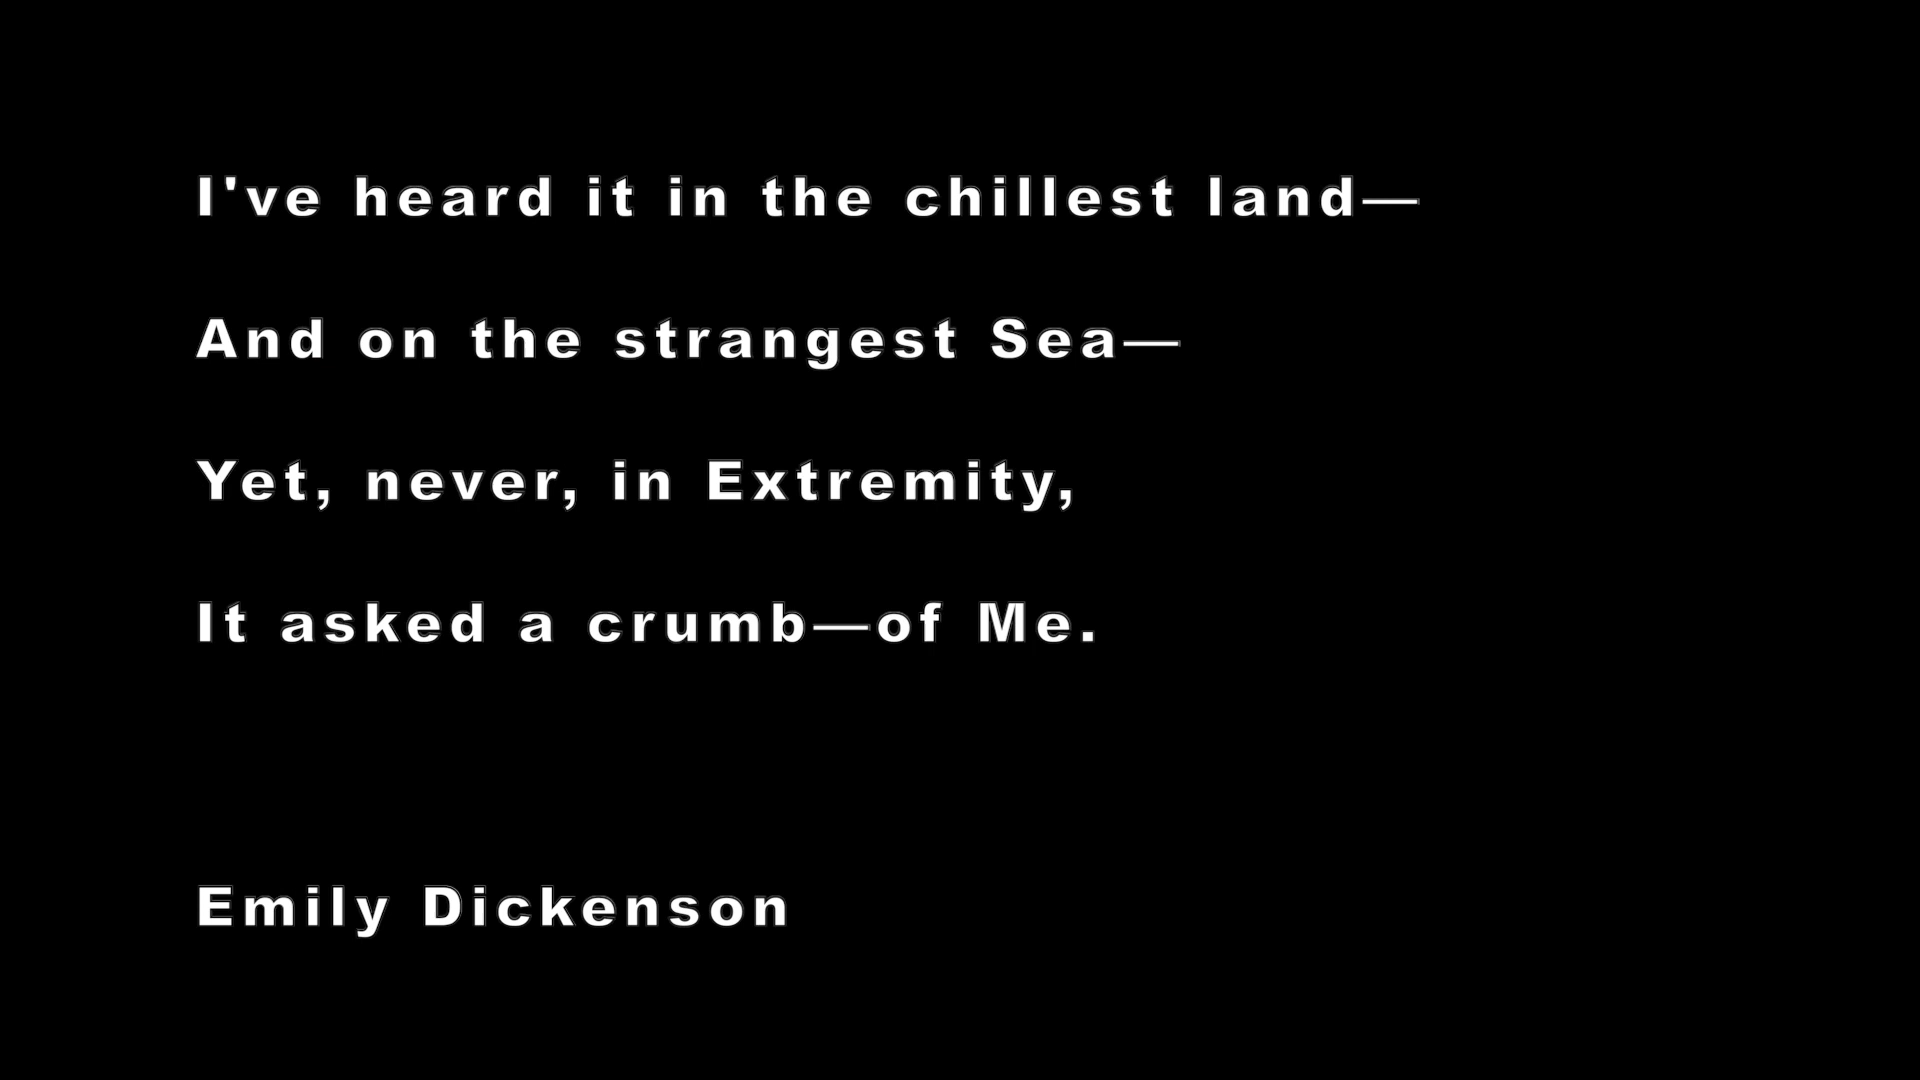 I've heard it in the chillest land—
And on the strangest Sea—
Yet, never, in Extremity,
It asked a crumb—of Me.
Emily Dickenson